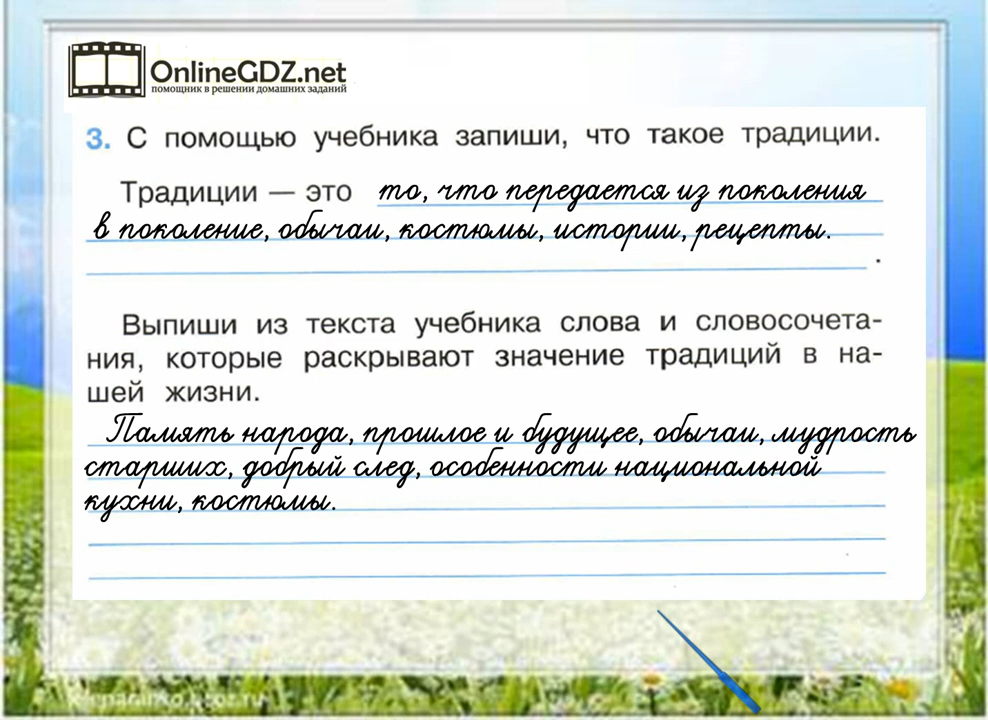 OnlineGDZ.net
помощник в решении домашних заданий
3. С помощью учебника запиши, что такое традиции.
Традиции — это то, что передается из поколения
в поколение, обычаи, костюмы, истории, рецепты.
.
Выпиши из текста учебника слова и словосочета-
ния, которые раскрывают значение традиций в на-
шей жизни.
Память народа, прошлое и будущее, обычаи, мудрость
старших, добрый след, особенности национальной
кухни, костюмы.